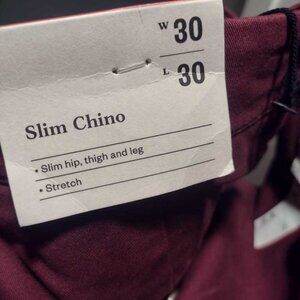 W 30
L 30
Slim Chino
• Slim hip, thigh and leg
• Stretch